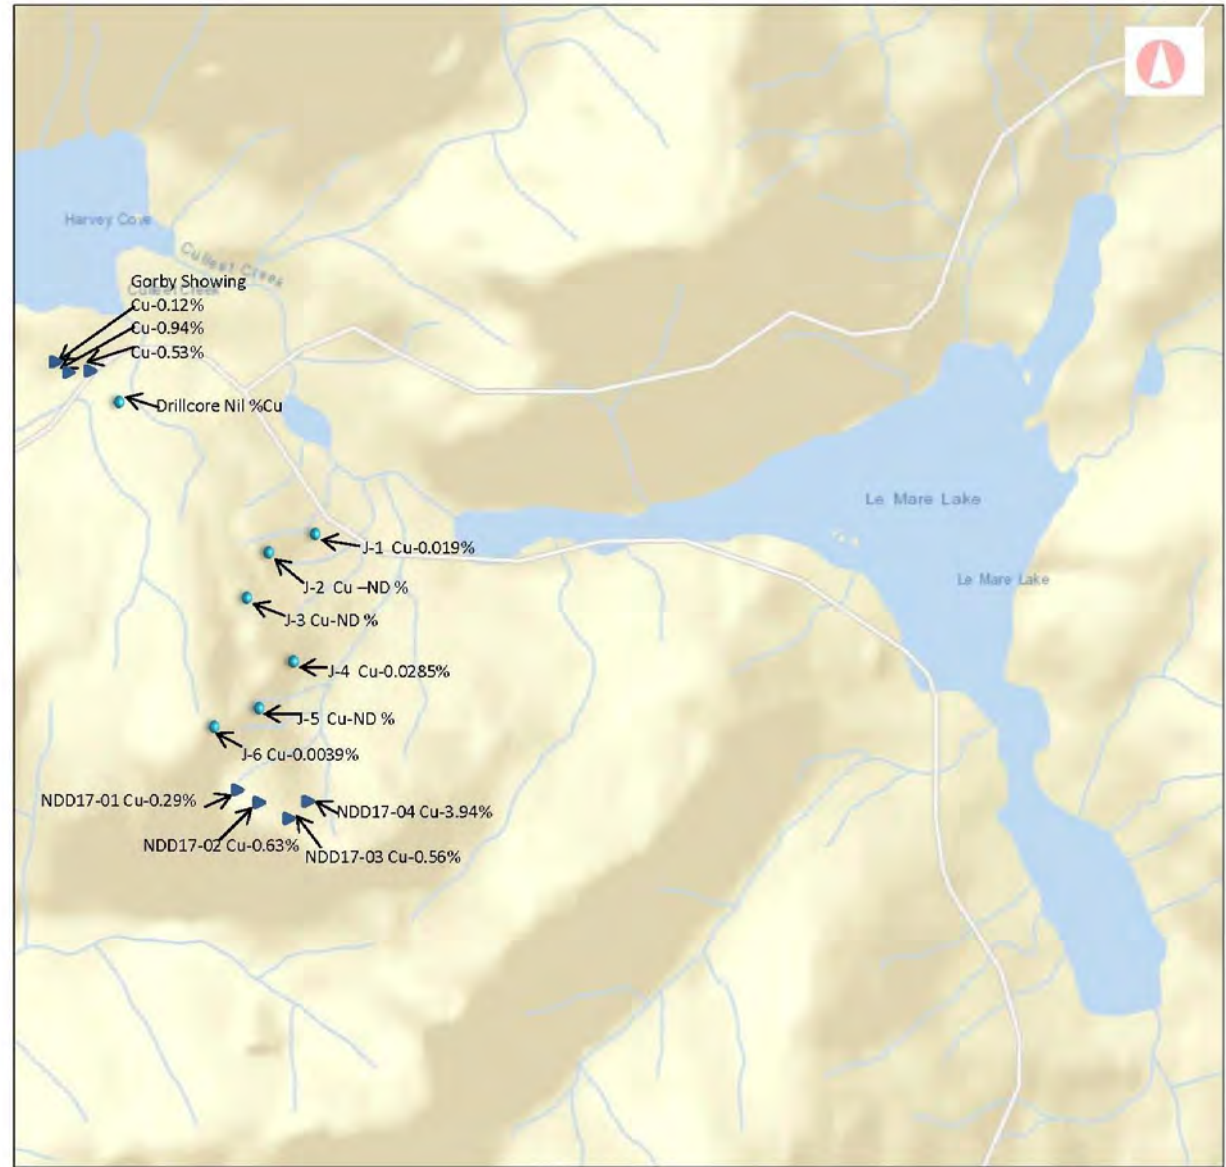 Harvey Cove
Culleet Creek
Gorby Showing
Culleet Creek
Cu-0.12%
Cu-0.94%
Cu-0.53%
Drillcore Nil %Cu
Le Mare Lake
J-1 Cu-0.019%
Le Mare Lake
J-2 Cu –ND %
J-3 Cu-ND %
J-4 Cu-0.0285%
J-5 Cu-ND %
J-6 Cu-0.0039%
NDD17-01 Cu-0.29%
NDD17-04 Cu-3.94%
NDD17-02 Cu-0.63%
NDD17-03 Cu-0.56%